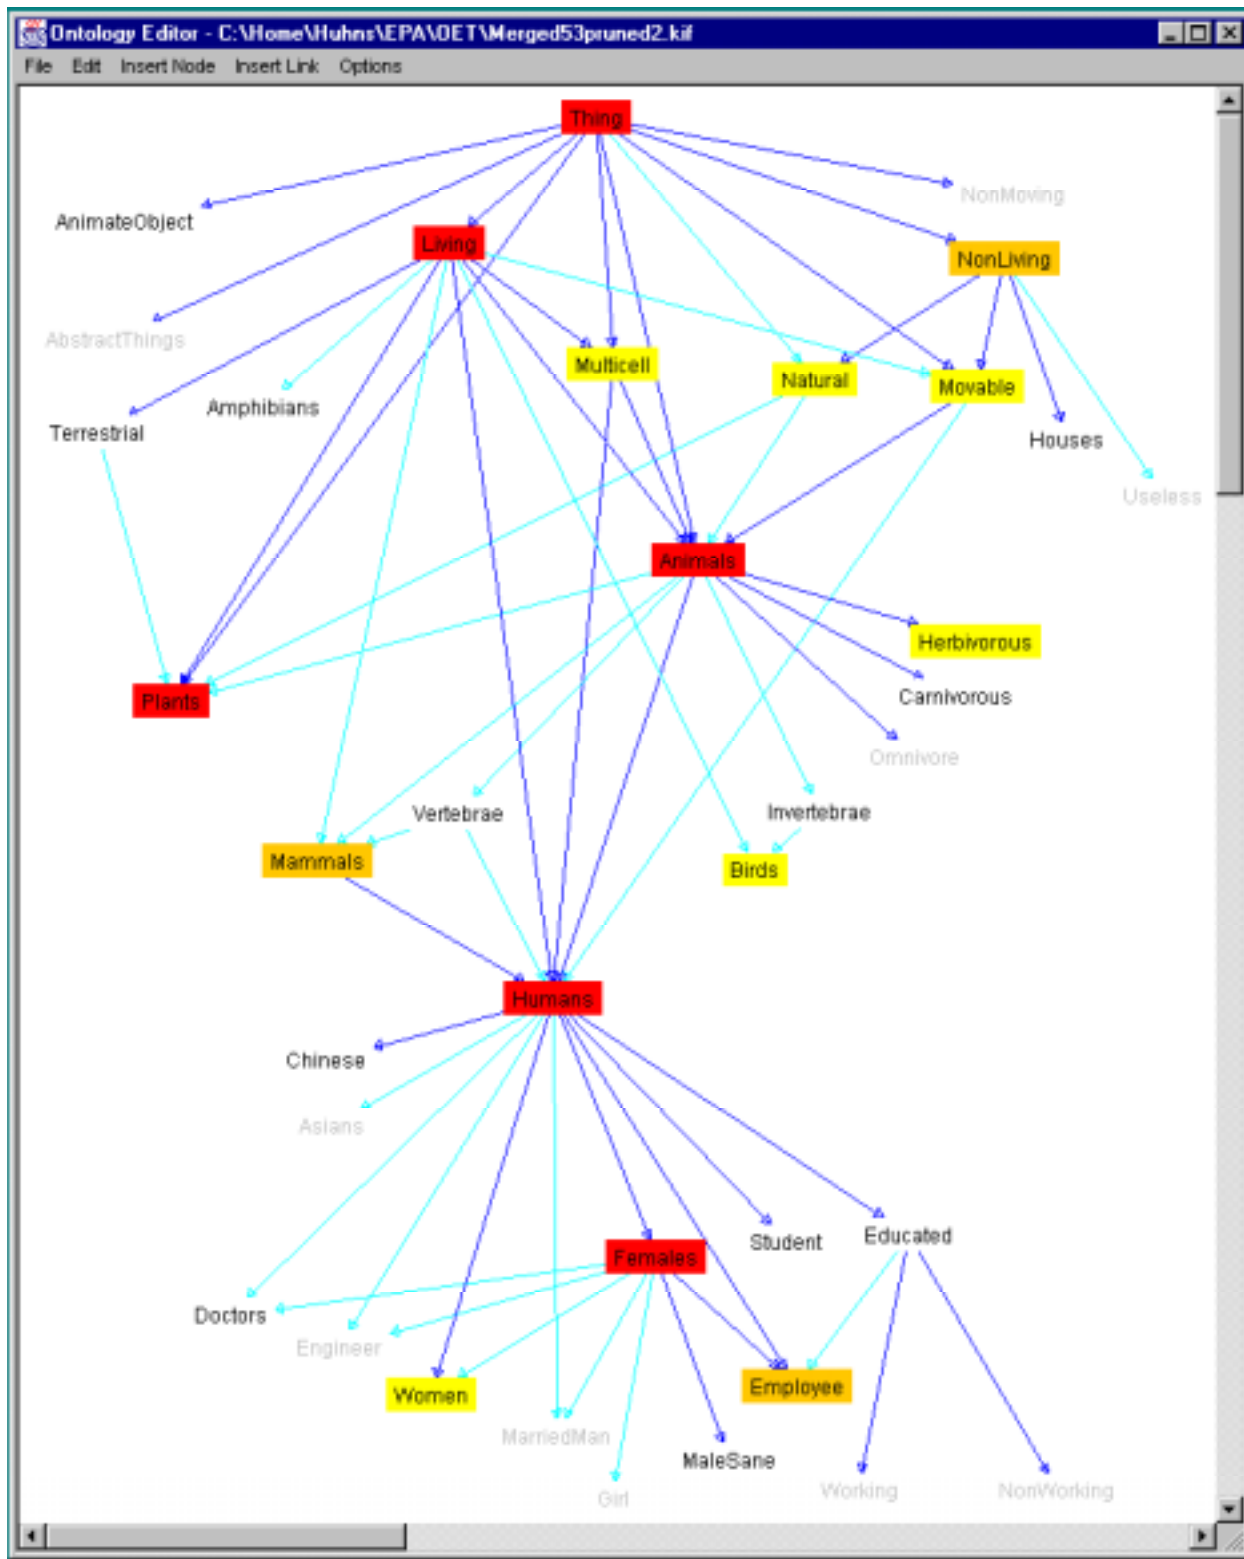 Ontology Editor - C:\Home\Huhns\EPA\OET\Merged53pruned2.kif
File Edit Insert Node Insert Link Options
Thing
NonMoving
AnimateObject
Living
NonLiving
AbstractThings
Multicell
Natural
Movable
Amphibians
Terrestrial
Houses
Useless
Animals
Herbivorous
Plants
Carnivorous
Omnivore
Vertebrae
Invertebrae
Mammals
Birds
Humans
Chinese
Asians
Student
Educated
Females
Doctors
Engineer
Women
Employee
MarriedMan
MaleSane
Girl
Working
NonWorking